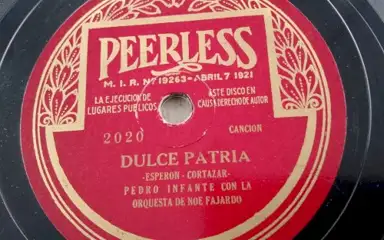 PEERLESS
M. I. R. Nº 19263-ABRIL 7 1921
LA EJECUCION DE LUGARES PUBLICOS
ASTE DISCO EN CAUSA DERECHO DE AUTOR
2020
CANCION
DULCE PATRIA
-ESPERON - CORTAZAR-
PEDRO INFANTE CON LA
ORQUESTA DE NOE FAJARDO